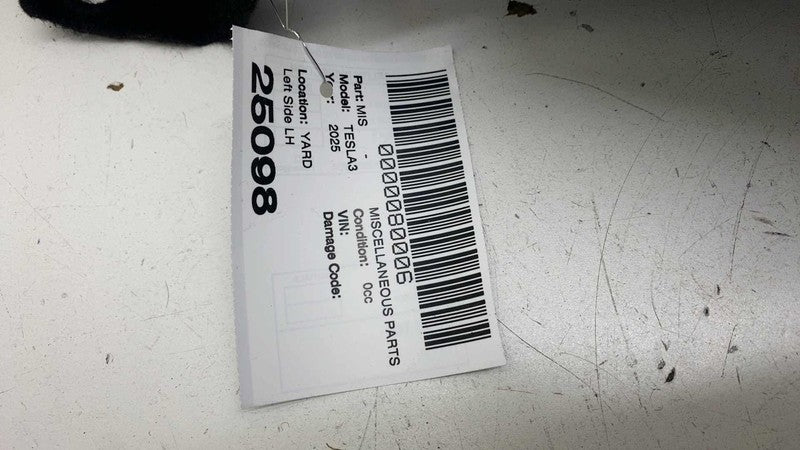 0000080006
Part: MIS - MISCELLANEOUS PARTS
Model: TESLA3 Condition: 0cc
Year: 2025 VIN:
Damage Code:
Location: YARD
Left Side LH
25098